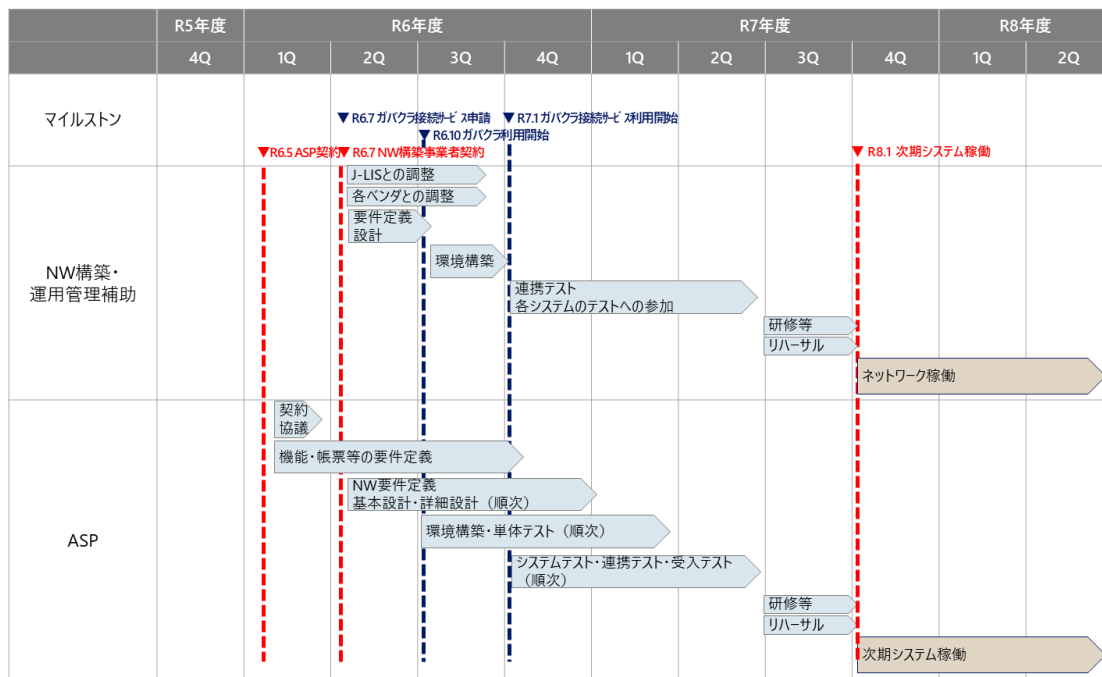 R5年度 R6年度 R7年度 R8年度
4Q 1Q 2Q 3Q 4Q 1Q 2Q 3Q 4Q 1Q 2Q
マイルストン
▼R6.7 ガバクラ接続サービス申請 ▼R7.1 ガバクラ接続サービス利用開始
▼R6.10 ガバクラ利用開始
▼R6.5 ASP契約 ▼R6.7 NW構築事業者契約 ▼R8.1 次期システム稼働
NW構築・
運用管理補助
J-LISとの調整
各ベンダとの調整
要件定義
設計
環境構築
連携テスト
各システムのテストへの参加
研修等
リハーサル
ネットワーク稼働
ASP
契約
協議
機能・帳票等の要件定義
NW要件定義
基本設計・詳細設計（順次）
環境構築・単体テスト（順次）
システムテスト・連携テスト・受入テスト
（順次）
研修等
リハーサル
次期システム稼働